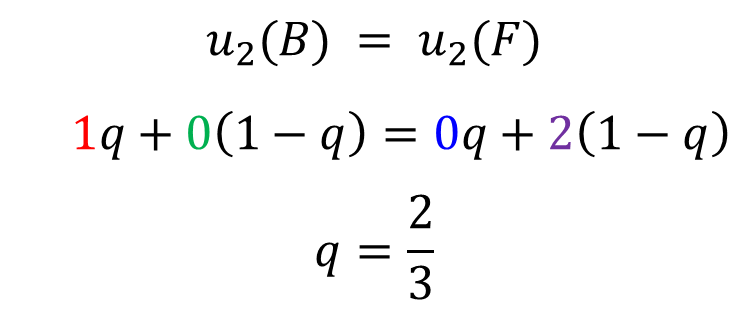 u₂(B) = u₂(F)
1q + 0(1 − q) = 0q + 2(1 − q)
q = 2/3